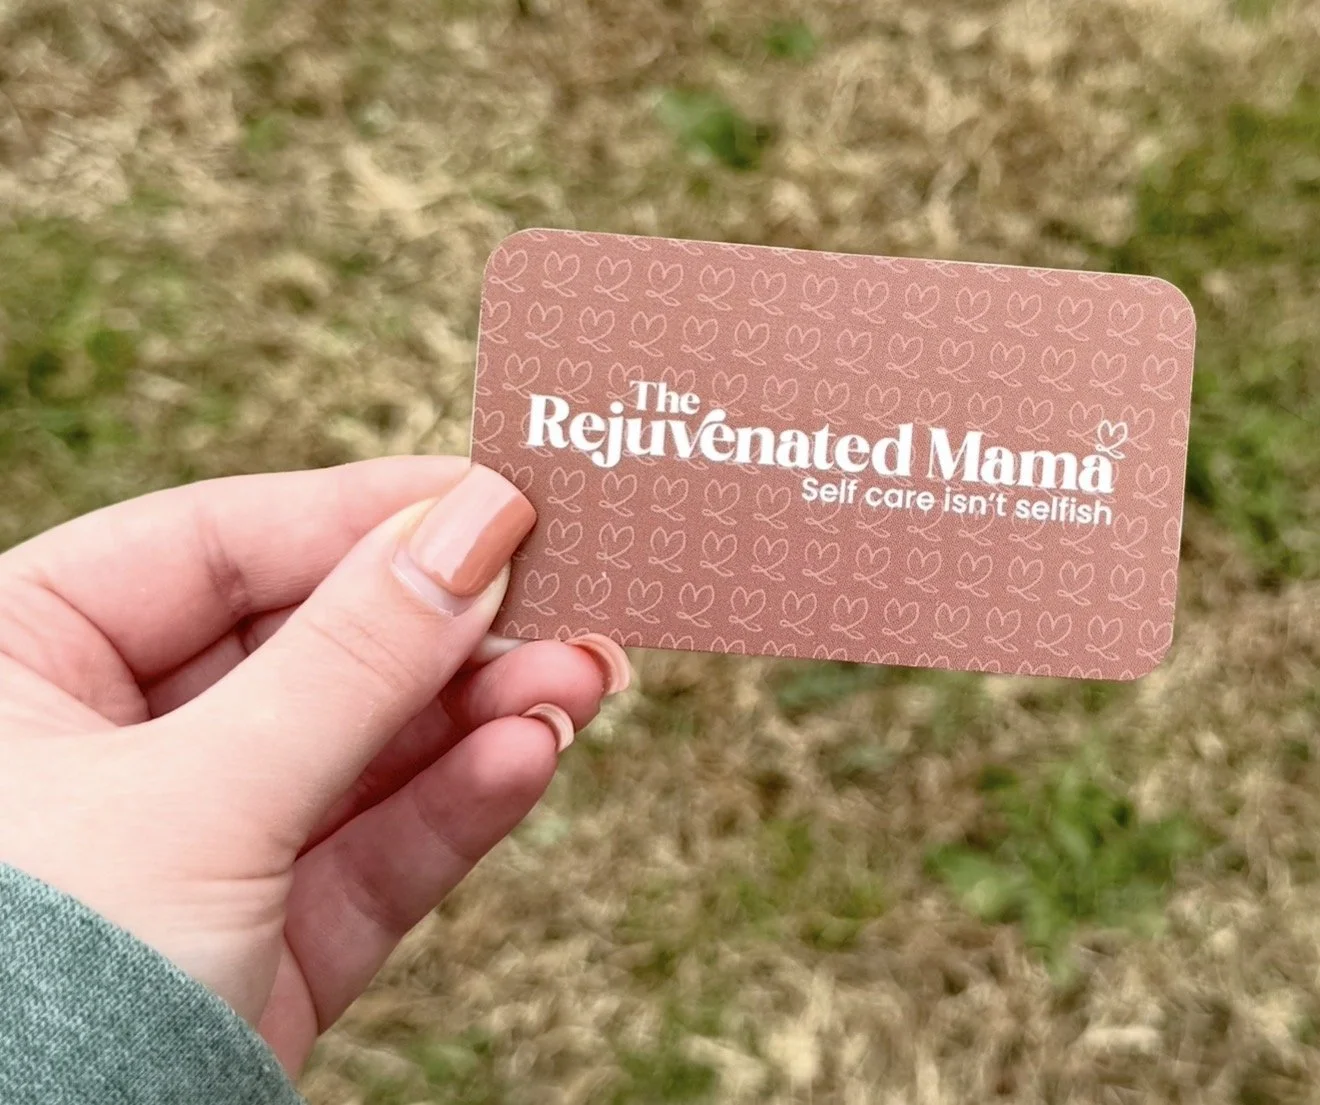 The
Rejuvenated Mama
Self care isn't selfish